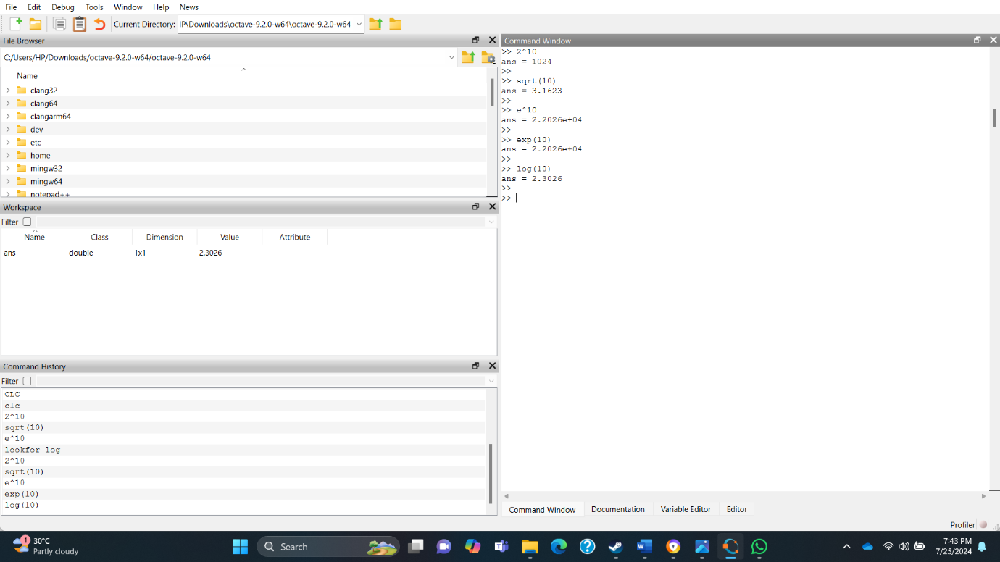 File Edit Debug Tools Window Help News
Current Directory: IP\Downloads\octave-9.2.0-w64\octave-9.2.0-w64
File Browser
C:/Users/HP/Downloads/octave-9.2.0-w64/octave-9.2.0-w64
Name
clang32
clang64
clangarm64
dev
etc
home
mingw32
mingw64
notepad++
Workspace
Filter
Name Class Dimension Value Attribute
ans double 1x1 2.3026
Command History
Filter
CLC
clc
2^10
sqrt(10)
e^10
lookfor log
2^10
sqrt(10)
e^10
exp(10)
log(10)
Command Window
>> 2^10
ans = 1024
>>
>> sqrt(10)
ans = 3.1623
>>
>> e^10
ans = 2.2026e+04
>>
>> exp(10)
ans = 2.2026e+04
>>
>> log(10)
ans = 2.3026
>>
>>
Command Window Documentation Variable Editor Editor
Profiler
1
30°C
Partly cloudy
Search
7:43 PM
7/25/2024